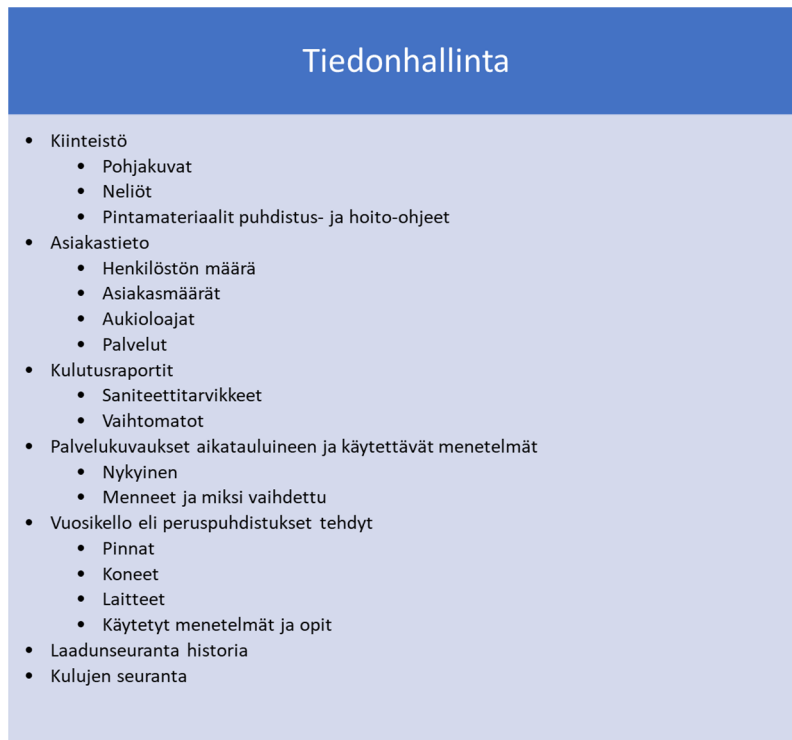 Tiedonhallinta
• Kiinteistö
• Pohjakuvat
• Neliöt
• Pintamateriaalit puhdistus- ja hoito-ohjeet
• Asiakastieto
• Henkilöstön määrä
• Asiakasmäärät
• Aukioloajat
• Palvelut
• Kulutusraportit
• Saniteettitarvikkeet
• Vaihtomatot
• Palvelukuvaukset aikatauluineen ja käytettävät menetelmät
• Nykyinen
• Menneet ja miksi vaihdettu
• Vuosikello eli peruspuhdistukset tehdyt
• Pinnat
• Koneet
• Laitteet
• Käytetyt menetelmät ja opit
• Laadunseuranta historia
• Kulujen seuranta